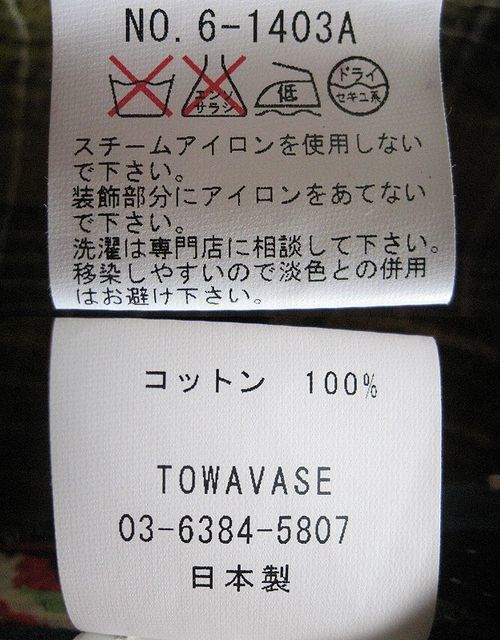 NO. 6-1403A
エンソ
サラシ
低
ドライ
セキユ系
スチームアイロンを使用しない
で下さい。
装飾部分にアイロンをあてない
で下さい。
洗濯は専門店に相談して下さい。
移染しやすいので淡色との併用
はお避け下さい。
コットン 100%
TOWAVASE
03-6384-5807
日本製